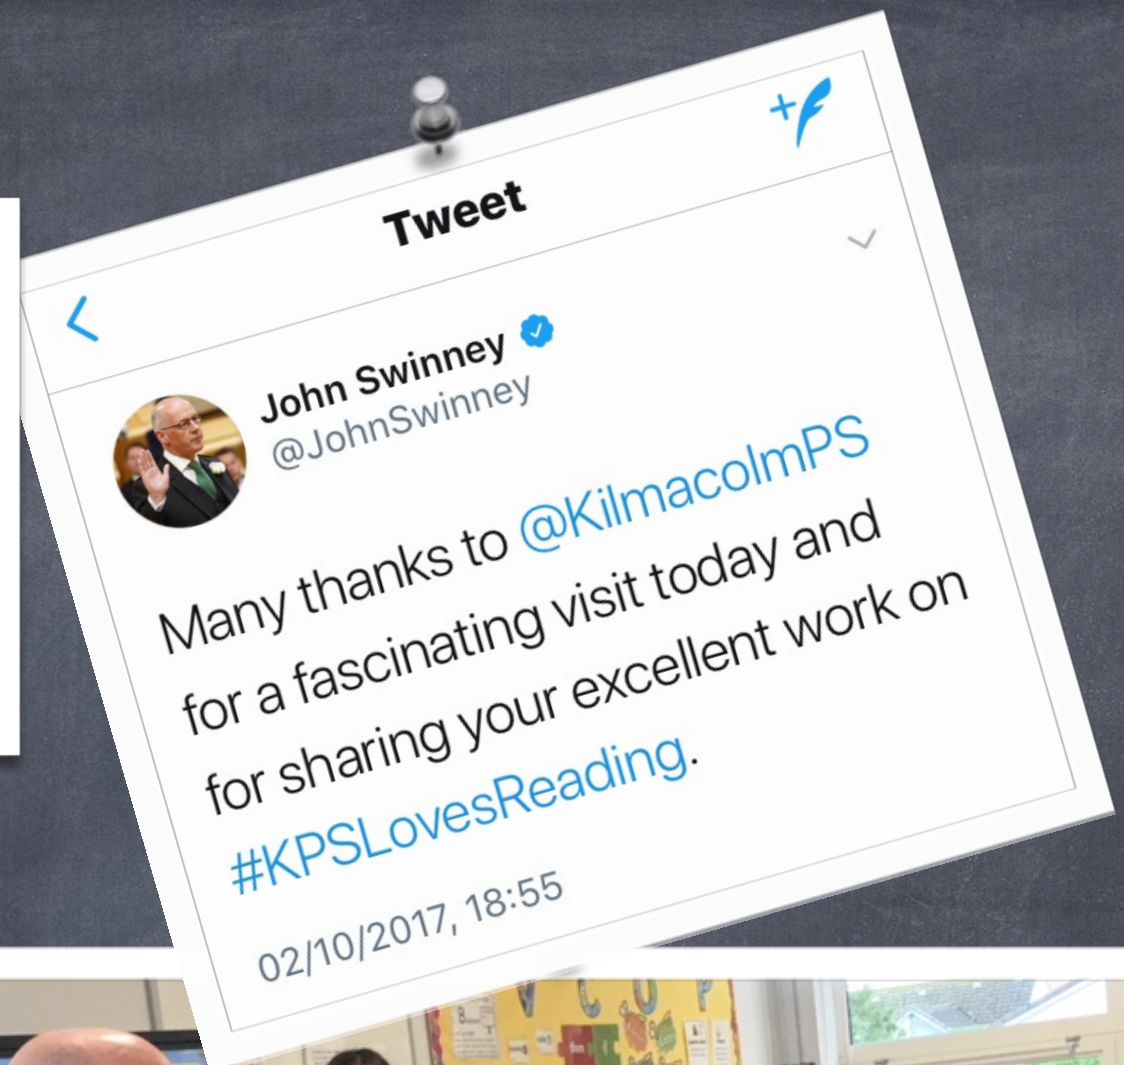 Tweet
John Swinney
@JohnSwinney
Many thanks to @KilmacolmPS
for a fascinating visit today and
for sharing your excellent work on
#KPSLovesReading.
02/10/2017, 18:55
V C O P